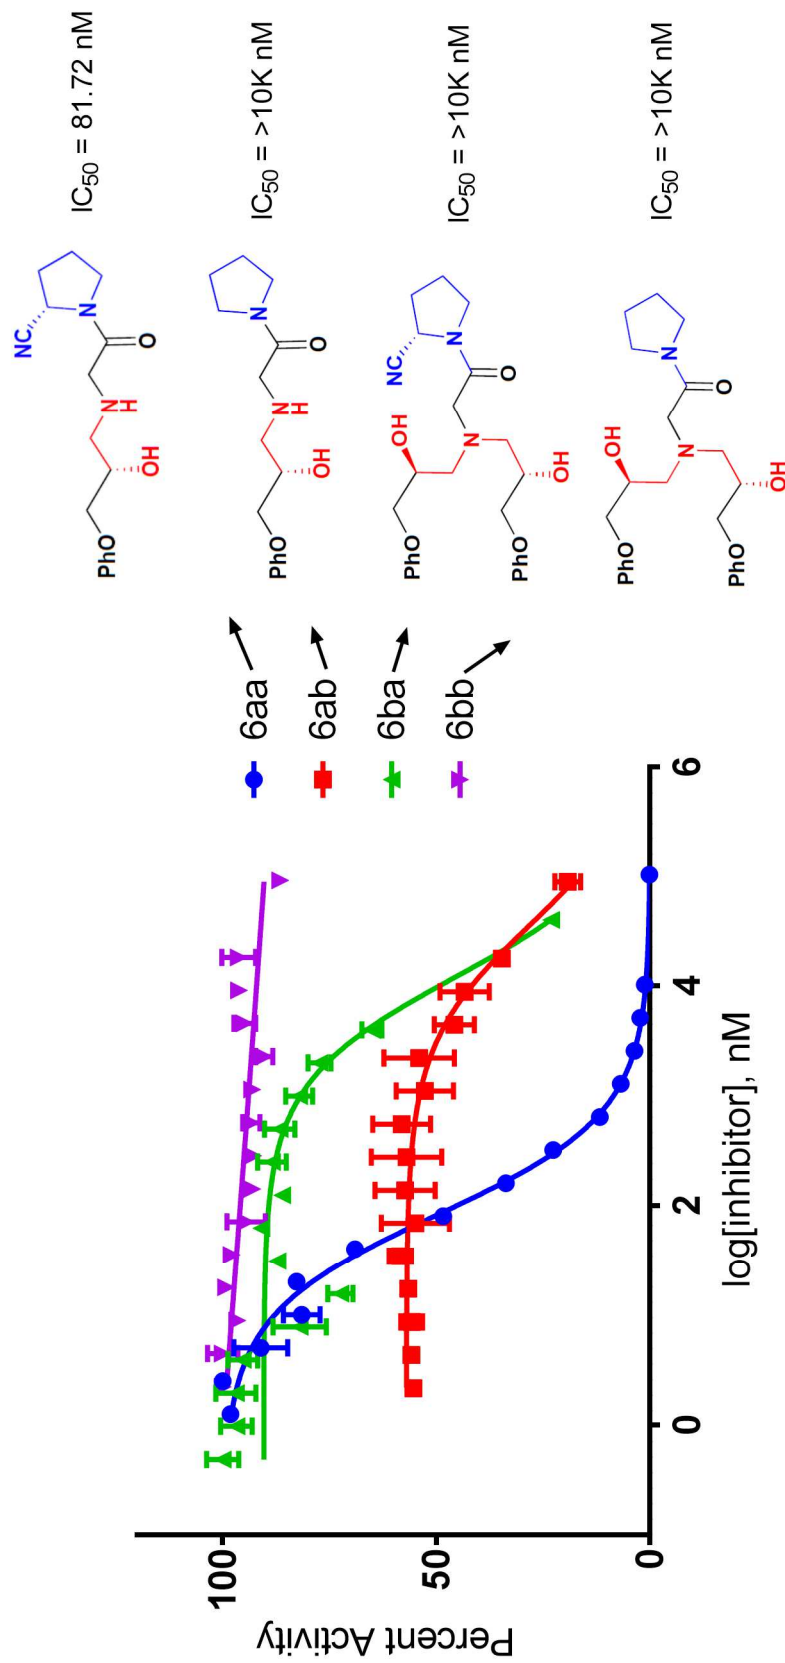 Percent Activity
100
50
0
0
2
4
6
log[inhibitor], nM
6aa
6ab
6ba
6bb
NC
N
O
N
H
OH
PhO
IC50 = 81.72 nM
N
O
N
H
OH
PhO
IC50 = >10K nM
NC
N
O
OH
N
PhO
OH
PhO
IC50 = >10K nM
N
O
OH
N
PhO
OH
PhO
IC50 = >10K nM